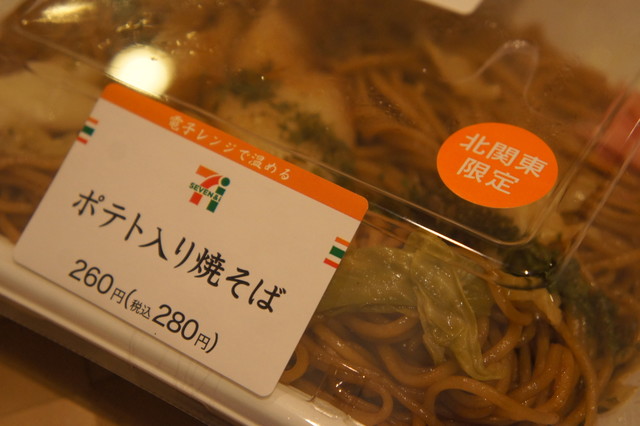 電子レンジで温める
7i
SEVEN&i
ポテト入り焼そば
260円(税込280円)
北関東
限定